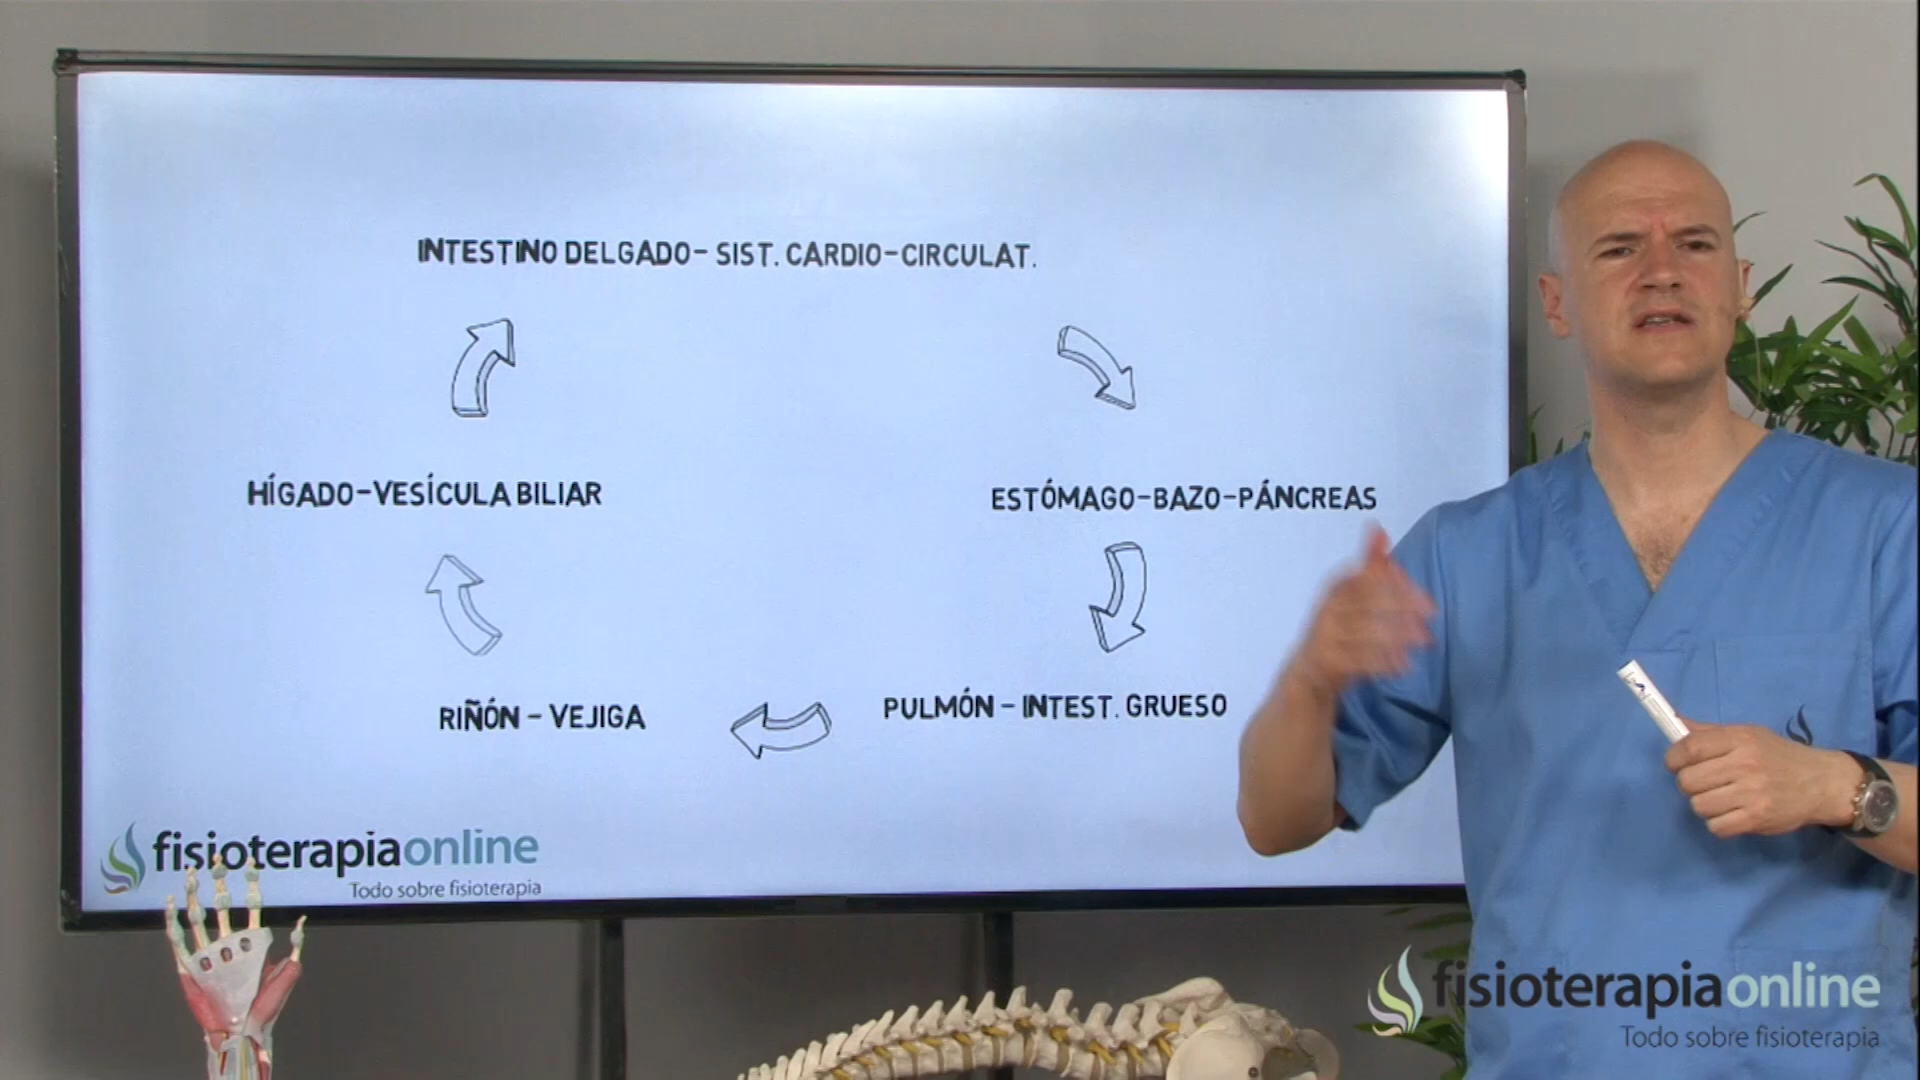 INTESTINO DELGADO- SIST. CARDIO-CIRCULAT.
HÍGADO-VESÍCULA BILIAR
ESTÓMAGO-BAZO-PÁNCREAS
RIÑÓN - VEJIGA
PULMÓN - INTEST. GRUESO
fisioterapiaonline
Todo sobre fisioterapia
fisioterapiaonline
Todo sobre fisioterapia